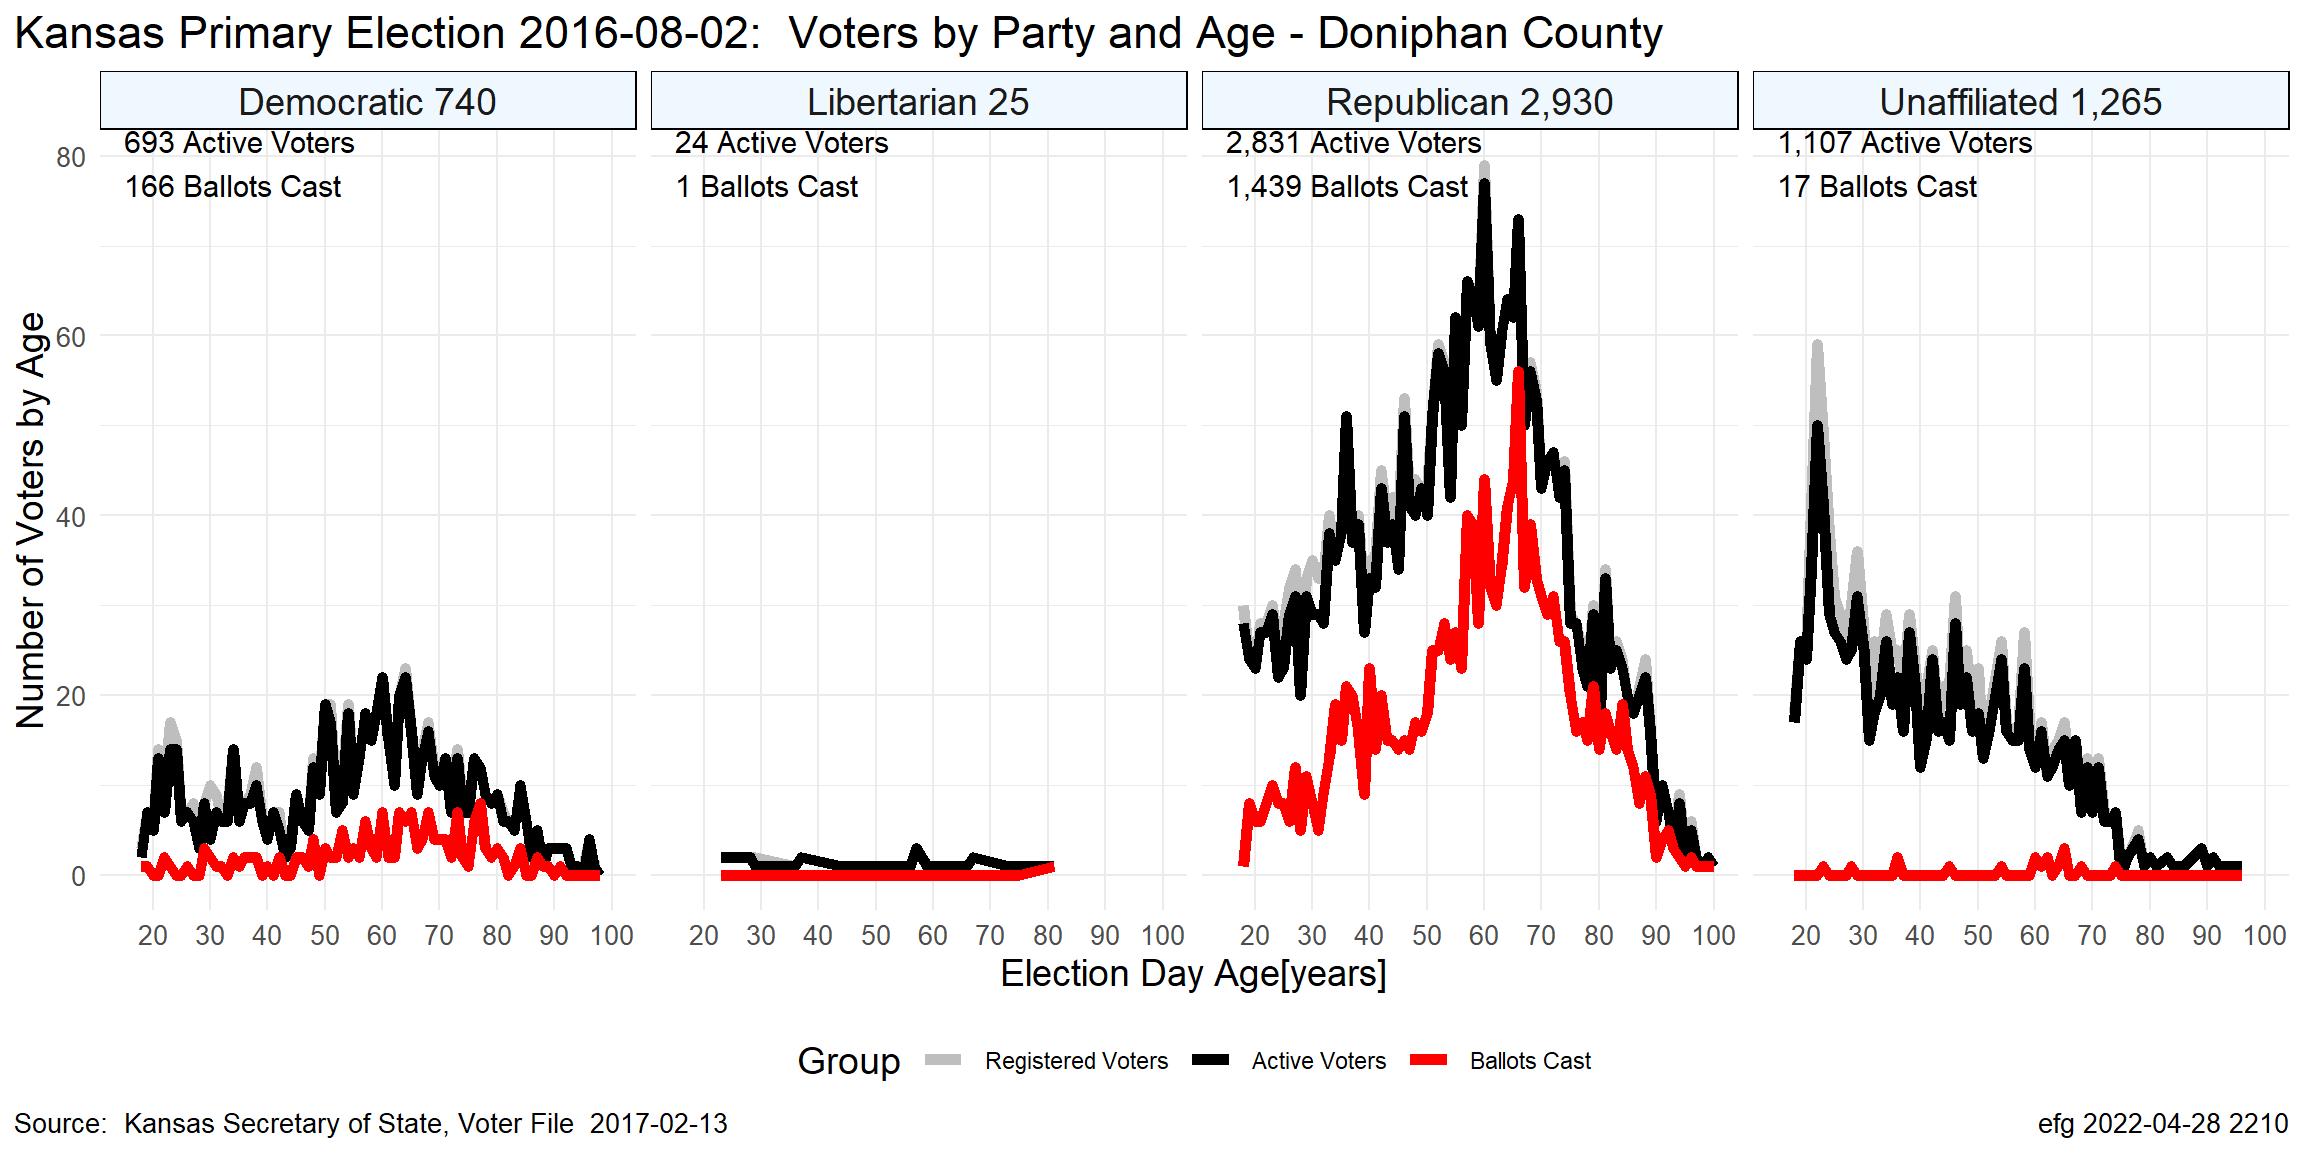 Kansas Primary Election 2016-08-02:  Voters by Party and Age - Doniphan County
Democratic 740
Libertarian 25
Republican 2,930
Unaffiliated 1,265
693 Active Voters
166 Ballots Cast
24 Active Voters
1 Ballots Cast
2,831 Active Voters
1,439 Ballots Cast
1,107 Active Voters
17 Ballots Cast
Number of Voters by Age
80
60
40
20
0
20 30 40 50 60 70 80 90 100
20 30 40 50 60 70 80 90 100
20 30 40 50 60 70 80 90 100
20 30 40 50 60 70 80 90 100
Election Day Age[years]
Group Registered Voters Active Voters Ballots Cast
Source:  Kansas Secretary of State, Voter File  2017-02-13
efg 2022-04-28 2210